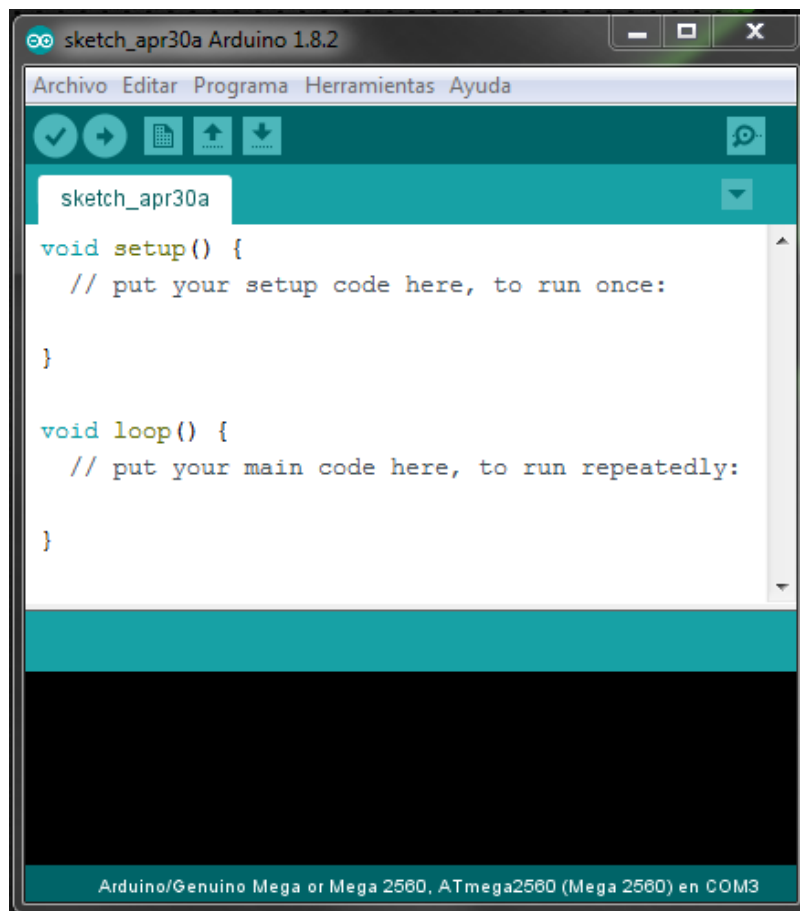 sketch_apr30a Arduino 1.8.2
Archivo Editar Programa Herramientas Ayuda
sketch_apr30a
void setup() {
  // put your setup code here, to run once:

}

void loop() {
  // put your main code here, to run repeatedly:

}
Arduino/Genuino Mega or Mega 2560, ATmega2560 (Mega 2560) en COM3